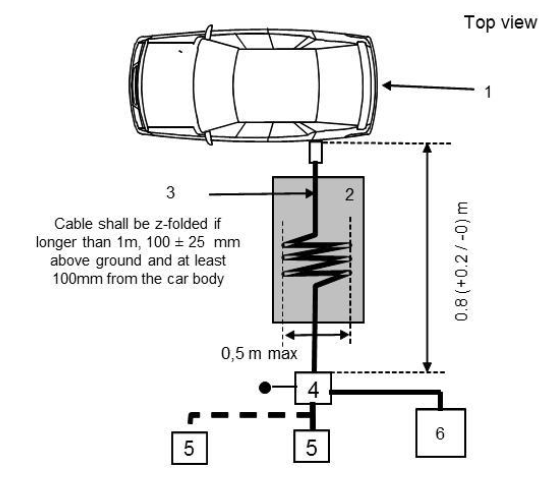 Top view
1
3
2
Cable shall be z-folded if
longer than 1m, 100 ± 25 mm
above ground and at least
100mm from the car body
0.8 (+0.2 / -0) m
0,5 m max
4
5
5
6